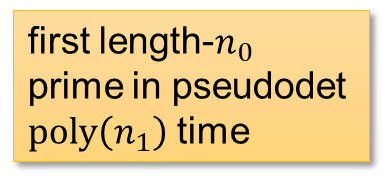 first length-𝑛₀
prime in pseudodet
poly(𝑛₁) time